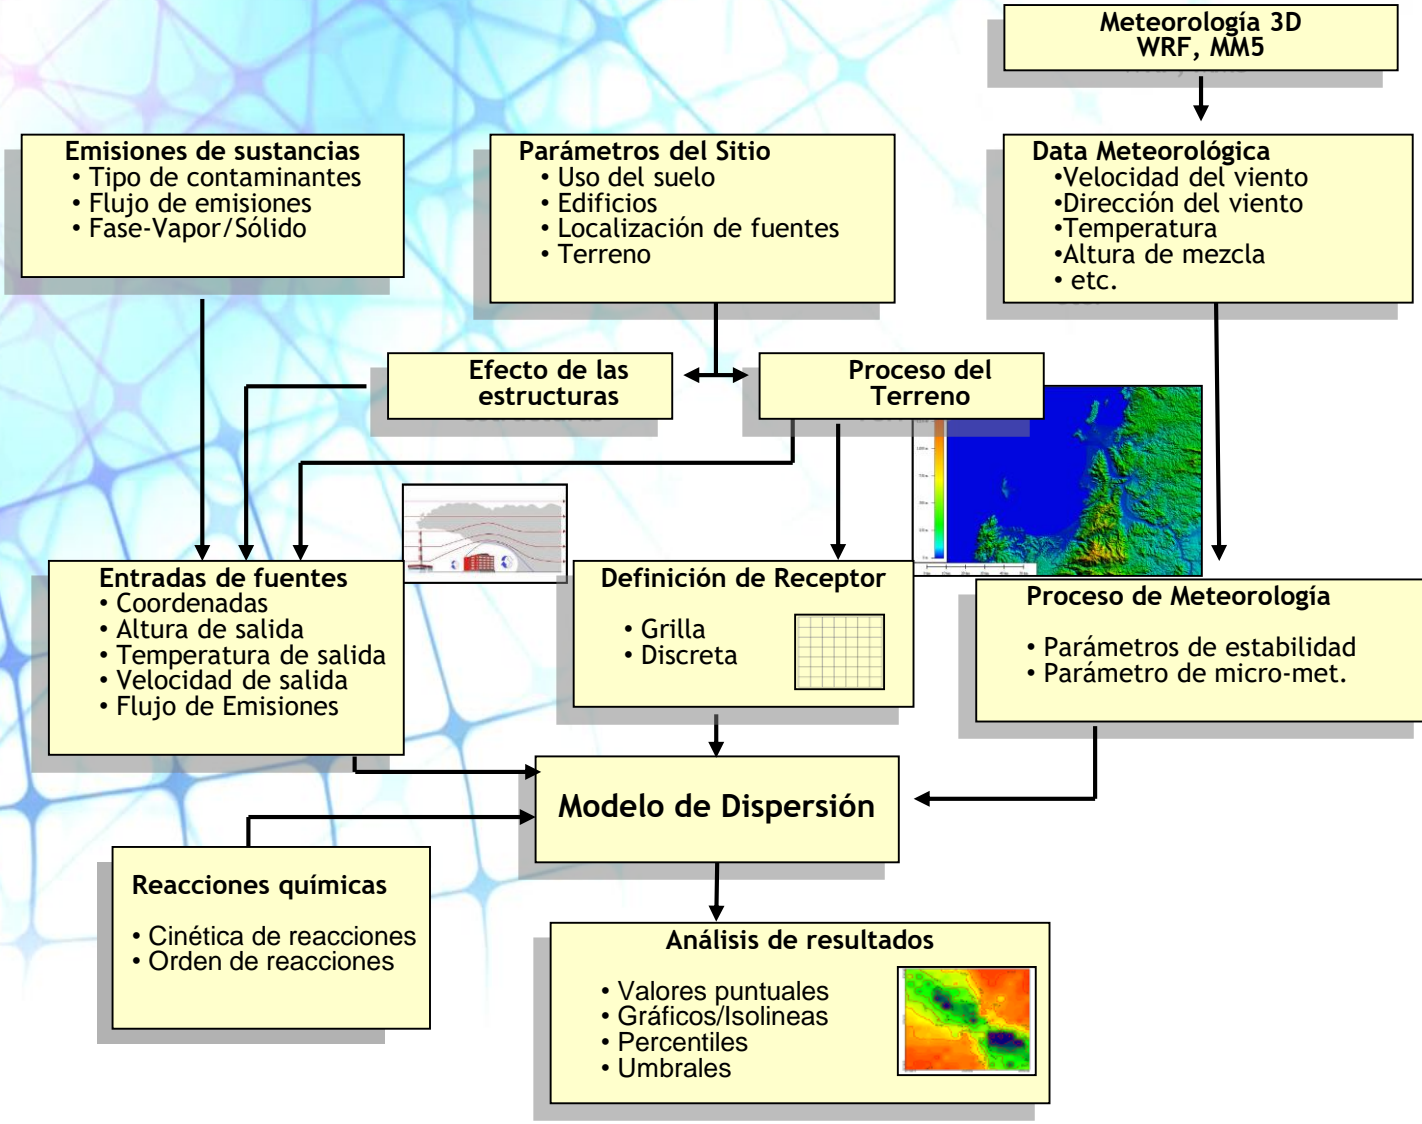 Meteorología 3D
WRF, MM5
Emisiones de sustancias
• Tipo de contaminantes
• Flujo de emisiones
• Fase-Vapor/Sólido
Parámetros del Sitio
• Uso del suelo
• Edificios
• Localización de fuentes
• Terreno
Data Meteorológica
•Velocidad del viento
•Dirección del viento
•Temperatura
•Altura de mezcla
• etc.
Efecto de las
estructuras
Proceso del
Terreno
Entradas de fuentes
• Coordenadas
• Altura de salida
• Temperatura de salida
• Velocidad de salida
• Flujo de Emisiones
Definición de Receptor
• Grilla
• Discreta
Proceso de Meteorología
• Parámetros de estabilidad
• Parámetro de micro-met.
Modelo de Dispersión
Reacciones químicas
• Cinética de reacciones
• Orden de reacciones
Análisis de resultados
• Valores puntuales
• Gráficos/Isolineas
• Percentiles
• Umbrales